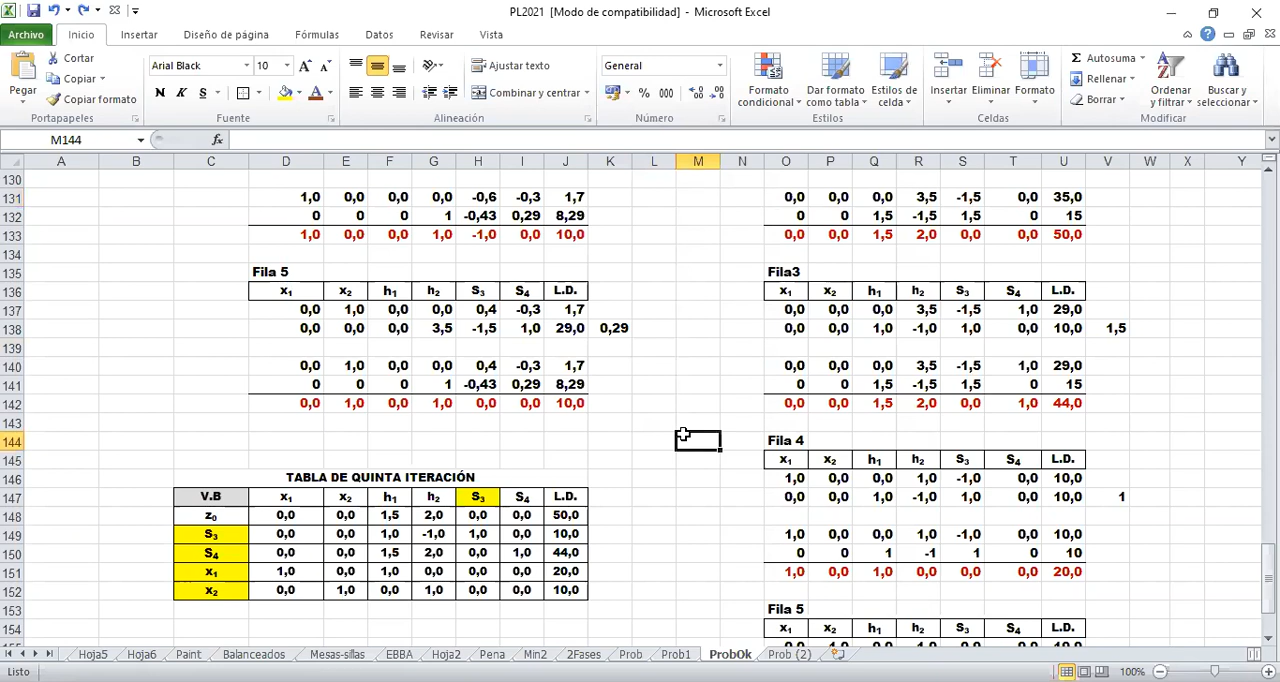 PL2021 [Modo de compatibilidad] - Microsoft Excel
Archivo Inicio Insertar Diseño de página Fórmulas Datos Revisar Vista
Pegar Cortar Copiar Copiar formato
Arial Black 10 A A
N K S A
Ajustar texto
Combinar y centrar
General
% 000
Formato condicional Dar formato como tabla Estilos de celda
Insertar Eliminar Formato
Σ Autosuma
Rellenar
Borrar
Ordenar y filtrar Buscar y seleccionar
Portapapeles Fuente Alineación Número Estilos Celdas Modificar
M144 fx
A B C D E F G H I J K L M N O P Q R S T U V W X Y
130
131 1,0 0,0 0,0 0,0 -0,6 -0,3 1,7 0,0 0,0 0,0 3,5 -1,5 0,0 35,0
132 0 0 0 1 -0,43 0,29 8,29 0 0 1,5 -1,5 1,5 0 15
133 1,0 0,0 0,0 1,0 -1,0 0,0 10,0 0,0 0,0 1,5 2,0 0,0 0,0 50,0
134
135 Fila 5 Fila3
136 x₁ x₂ h₁ h₂ S₃ S₄ L.D. x₁ x₂ h₁ h₂ S₃ S₄ L.D.
137 0,0 1,0 0,0 0,0 0,4 -0,3 1,7 0,0 0,0 0,0 3,5 -1,5 1,0 29,0
138 0,0 0,0 0,0 3,5 -1,5 1,0 29,0 0,29 0,0 0,0 1,0 -1,0 1,0 0,0 10,0 1,5
139
140 0,0 1,0 0,0 0,0 0,4 -0,3 1,7 0,0 0,0 0,0 3,5 -1,5 1,0 29,0
141 0 0 0 1 -0,43 0,29 8,29 0 0 1,5 -1,5 1,5 0 15
142 0,0 1,0 0,0 1,0 0,0 0,0 10,0 0,0 0,0 1,5 2,0 0,0 1,0 44,0
143
144 Fila 4
145 x₁ x₂ h₁ h₂ S₃ S₄ L.D.
146 TABLA DE QUINTA ITERACIÓN 1,0 0,0 0,0 1,0 -1,0 0,0 10,0
147 V.B x₁ x₂ h₁ h₂ S₃ S₄ L.D. 0,0 0,0 1,0 -1,0 1,0 0,0 10,0 1
148 z₀ 0,0 0,0 1,5 2,0 0,0 0,0 50,0
149 S₃ 0,0 0,0 1,0 -1,0 1,0 0,0 10,0 1,0 0,0 0,0 1,0 -1,0 0,0 10,0
150 S₄ 0,0 0,0 1,5 2,0 0,0 1,0 44,0 0 0 1 -1 1 0 10
151 x₁ 1,0 0,0 1,0 0,0 0,0 0,0 20,0 1,0 0,0 1,0 0,0 0,0 0,0 20,0
152 x₂ 0,0 1,0 0,0 1,0 0,0 0,0 10,0
153 Fila 5
154 x₁ x₂ h₁ h₂ S₃ S₄ L.D.
Hoja5 Hoja6 Paint Balanceados Mesas-sillas EBBA Hoja2 Pena Min2 2Fases Prob Prob1 ProbOk Prob (2)
Listo 100%